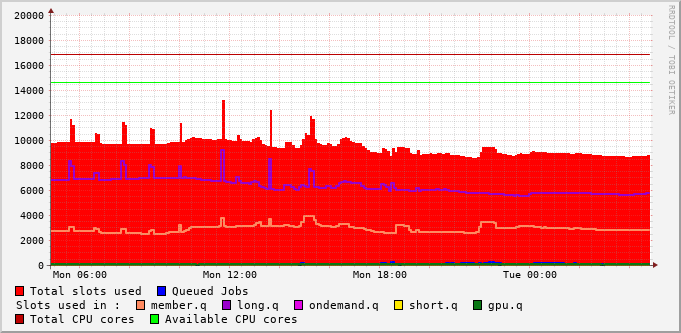 20000
18000
16000
14000
12000
10000
8000
6000
4000
2000
0
Mon 06:00 Mon 12:00 Mon 18:00 Tue 00:00
RRDTOOL / TOBI OETIKER
Total slots used Queued Jobs
Slots used in : member.q long.q ondemand.q short.q gpu.q
Total CPU cores Available CPU cores